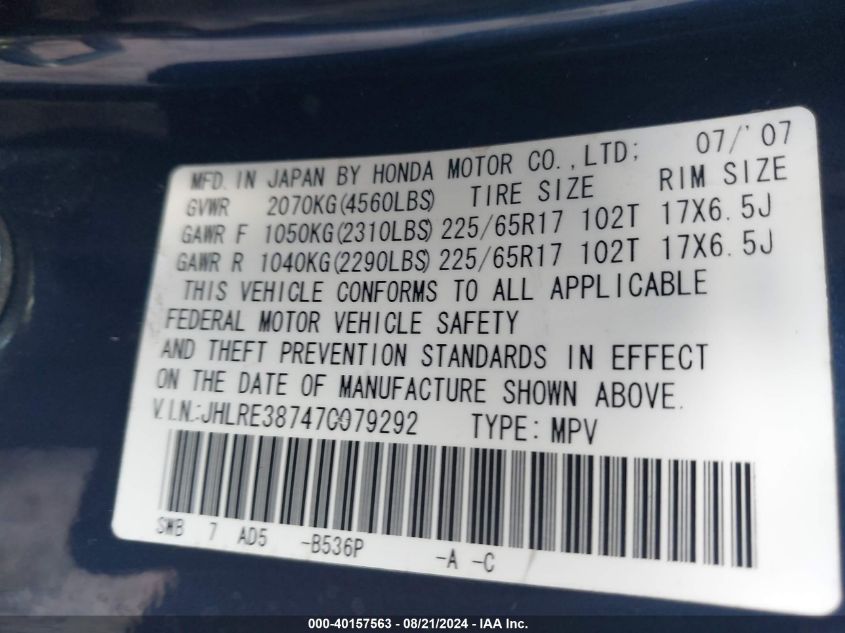 MFD. IN JAPAN BY HONDA MOTOR CO., LTD; 07/'07
GVWR 2070KG(4560LBS) TIRE SIZE RIM SIZE
GAWR F 1050KG(2310LBS) 225/65R17 102T 17X6.5J
GAWR R 1040KG(2290LBS) 225/65R17 102T 17X6.5J
THIS VEHICLE CONFORMS TO ALL APPLICABLE
FEDERAL MOTOR VEHICLE SAFETY
AND THEFT PREVENTION STANDARDS IN EFFECT
ON THE DATE OF MANUFACTURE SHOWN ABOVE.
V.I.N.:JHLRE38747C079292 TYPE: MPV
SWB 7 AD5 -B536P -A -C
000-40157563 - 08/21/2024 - IAA Inc.